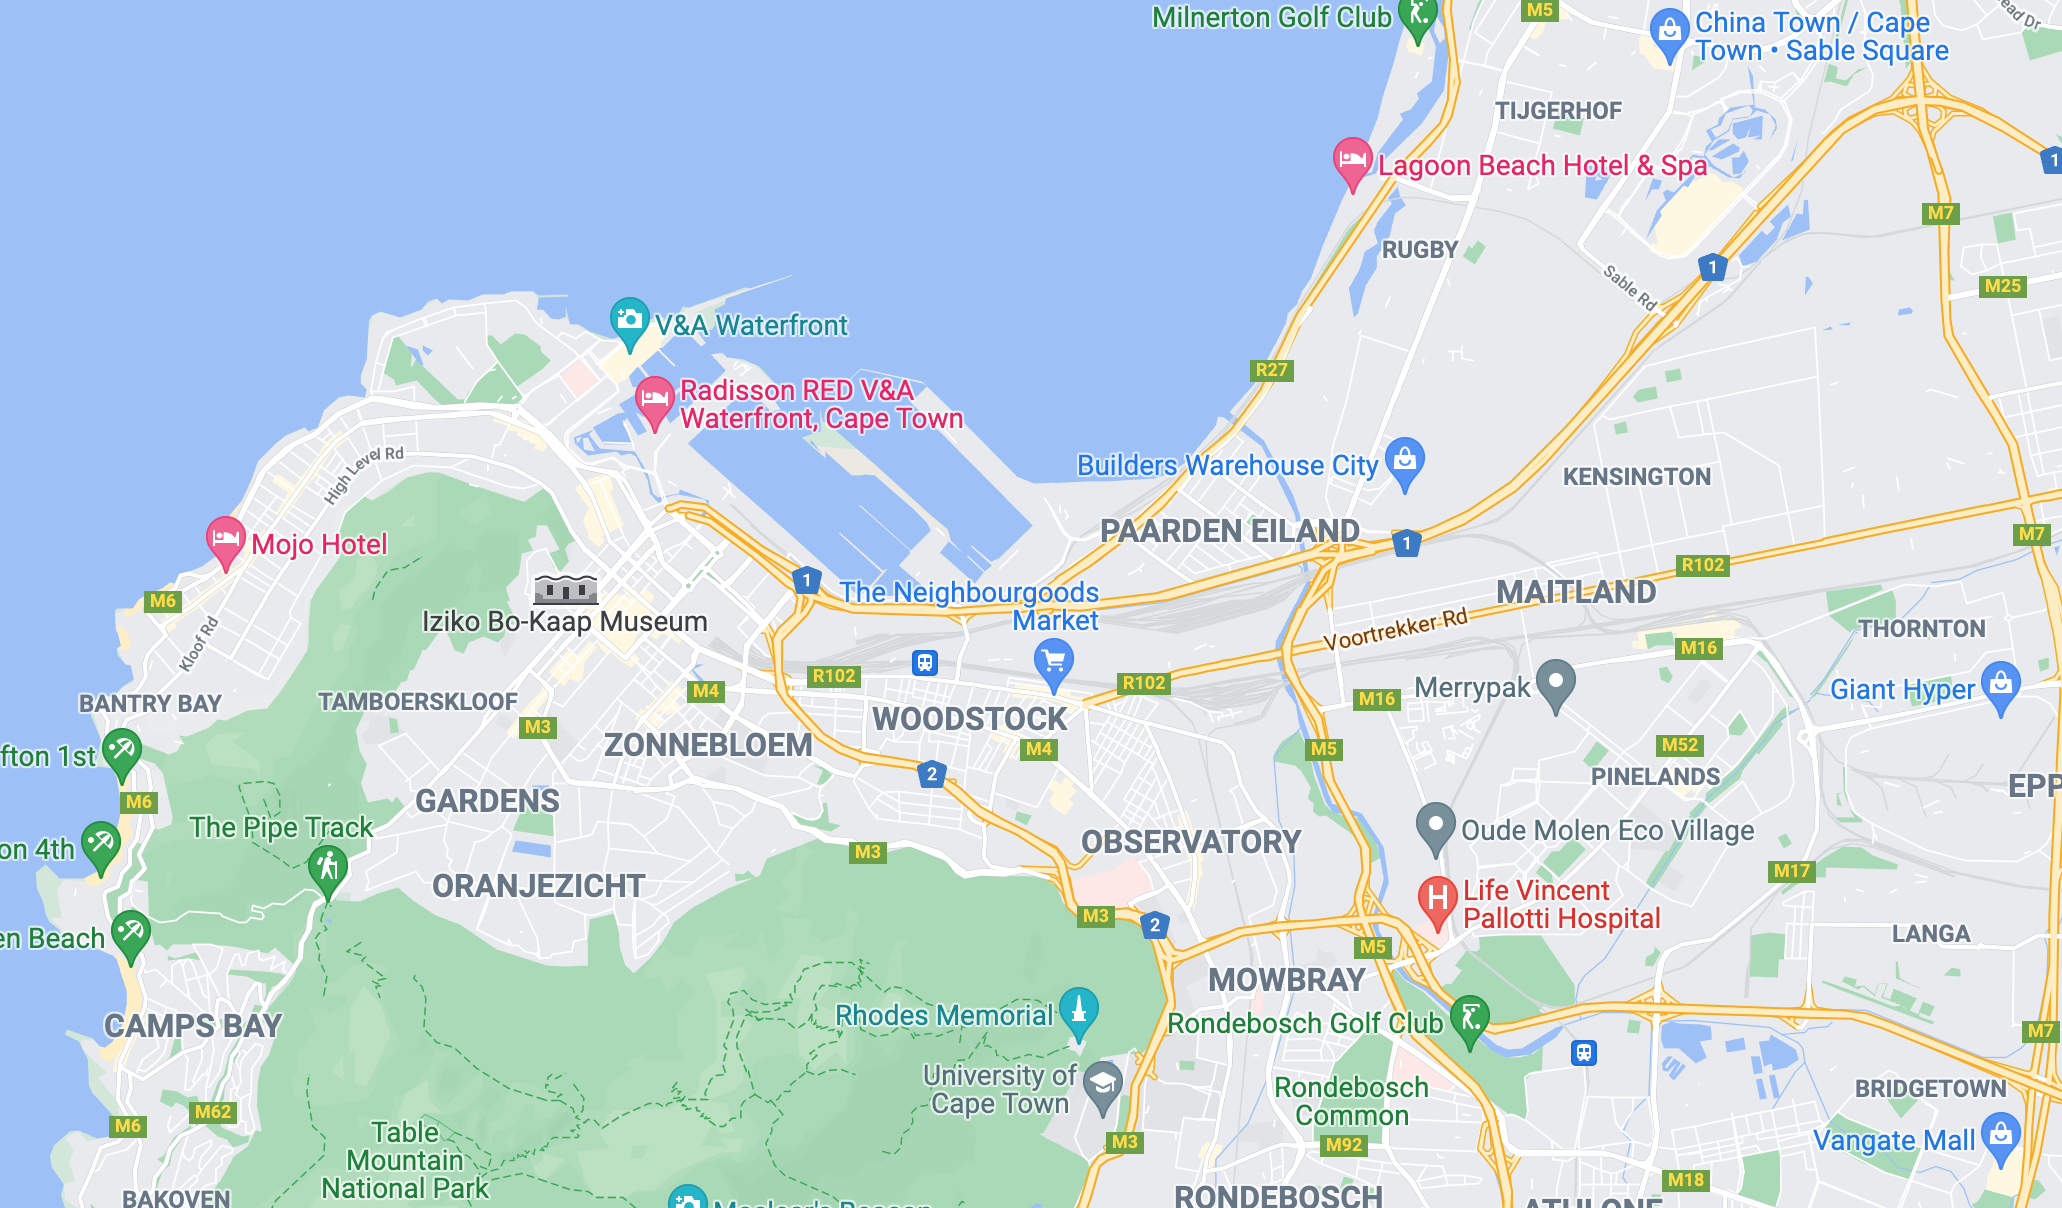 Milnerton Golf Club
M5
ead Dr
China Town / Cape
Town • Sable Square
TIJGERHOF
Lagoon Beach Hotel & Spa
1
M7
RUGBY
1
Sable Rd
M25
V&A Waterfront
R27
Radisson RED V&A
Waterfront, Cape Town
High Level Rd
Builders Warehouse City
KENSINGTON
PAARDEN EILAND
1
M7
Mojo Hotel
R102
1
The Neighbourgoods
Market
MAITLAND
M6
Iziko Bo-Kaap Museum
Voortrekker Rd
THORNTON
Kloof Rd
M16
R102
R102
M4
Merrypak
Giant Hyper
BANTRY BAY
TAMBOERSKLOOF
M16
M3
WOODSTOCK
ZONNEBLOEM
M4
M5
M52
fton 1st
2
PINELANDS
EPP
M6
GARDENS
The Pipe Track
Oude Molen Eco Village
on 4th
M3
OBSERVATORY
M17
ORANJEZICHT
Life Vincent
Pallotti Hospital
M3
2
en Beach
M5
LANGA
MOWBRAY
CAMPS BAY
Rhodes Memorial
Rondebosch Golf Club
M7
University of
Cape Town
Rondebosch
Common
BRIDGETOWN
M62
M6
Table
Mountain
National Park
M3
M92
Vangate Mall
M18
BAKOVEN
RONDEBOSCH
Maclear's Beacon
ATHLONE